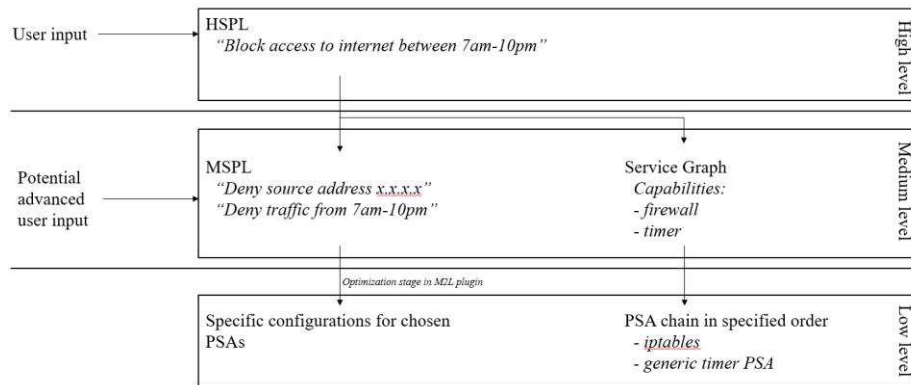 User input
HSPL
“Block access to internet between 7am-10pm”
High level
Potential
advanced
user input
MSPL
“Deny source address x.x.x.x”
“Deny traffic from 7am-10pm”
Service Graph
Capabilities:
- firewall
- timer
Medium level
Optimization stage in M2L plugin
Specific configurations for chosen
PSAs
PSA chain in specified order
- iptables
- generic timer PSA
Low level